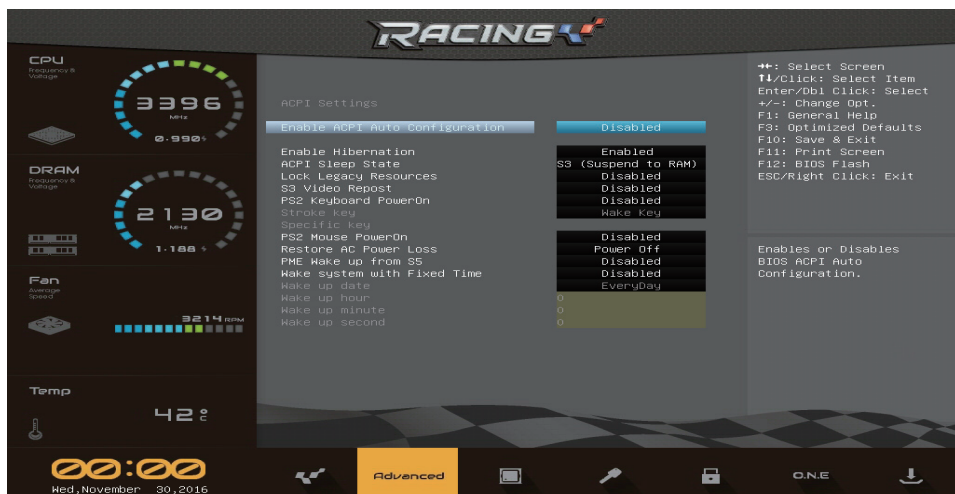 RACING
CPU
Frequency &
Voltage
3396
MHz
0.990V
DRAM
Frequency &
Voltage
2130
MHz
1.188 V
Fan
Average
Speed
3214 RPM
Temp
42 °C
ACPI Settings
Enable ACPI Auto Configuration Disabled
Enable Hibernation Enabled
ACPI Sleep State S3 (Suspend to RAM)
Lock Legacy Resources Disabled
S3 Video Repost Disabled
PS2 Keyboard PowerOn Disabled
Stroke key Wake Key
Specific key
PS2 Mouse PowerOn Disabled
Restore AC Power Loss Power Off
PME Wake up from S5 Disabled
Wake system with Fixed Time Disabled
Wake up date EveryDay
Wake up hour 0
Wake up minute 0
Wake up second 0
→←: Select Screen
↑↓/Click: Select Item
Enter/Dbl Click: Select
+/-: Change Opt.
F1: General Help
F3: Optimized Defaults
F10: Save & Exit
F11: Print Screen
F12: BIOS Flash
ESC/Right Click: Exit
Enables or Disables
BIOS ACPI Auto
Configuration.
00:00
Wed,November 30,2016
Advanced
O.N.E